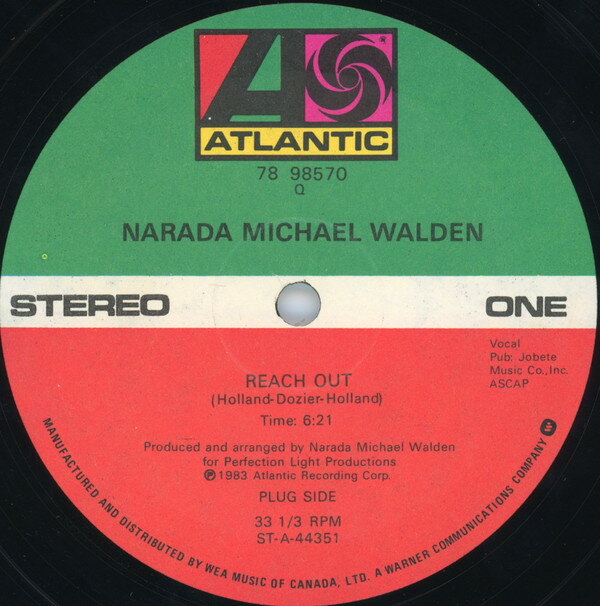 ATLANTIC
78 98570
Q
NARADA MICHAEL WALDEN
STEREO ONE
Vocal
Pub: Jobete
Music Co., Inc.
ASCAP
REACH OUT
(Holland-Dozier-Holland)
Time: 6:21
Produced and arranged by Narada Michael Walden
for Perfection Light Productions
℗1983 Atlantic Recording Corp.
PLUG SIDE
33 1/3 RPM
ST-A-44351
MANUFACTURED AND DISTRIBUTED BY WEA MUSIC OF CANADA, LTD. A WARNER COMMUNICATIONS COMPANY